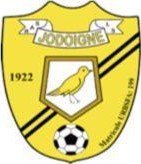 JODOIGNE
1922
Matricule URBSFA: 199